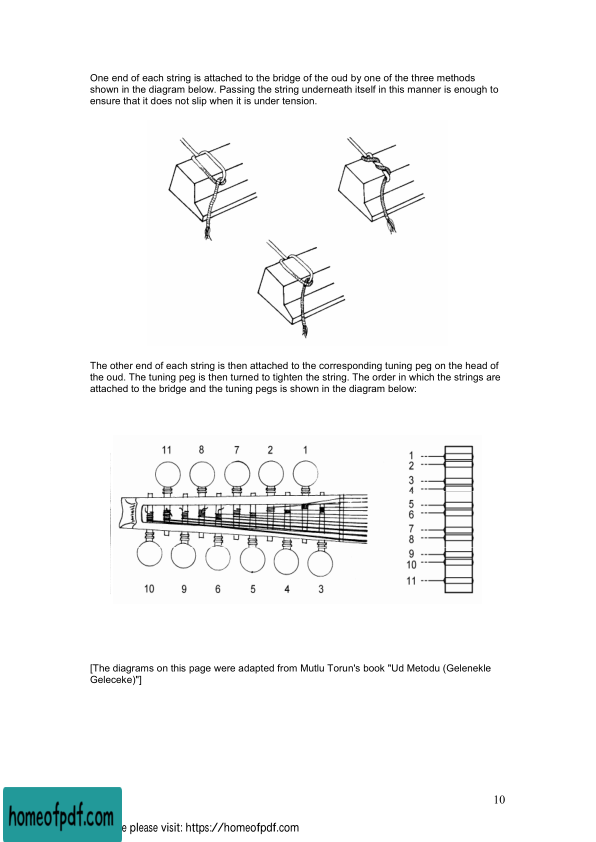 One end of each string is attached to the bridge of the oud by one of the three methods
shown in the diagram below. Passing the string underneath itself in this manner is enough to
ensure that it does not slip when it is under tension.
The other end of each string is then attached to the corresponding tuning peg on the head of
the oud. The tuning peg is then turned to tighten the string. The order in which the strings are
attached to the bridge and the tuning pegs is shown in the diagram below:
11 8 7 2 1
10 9 6 5 4 3
1
2
3
4
5
6
7
8
9
10
11
[The diagrams on this page were adapted from Mutlu Torun's book "Ud Metodu (Gelenekle
Geleceke)"]
10
homeofpdf.com
e please visit: https://homeofpdf.com